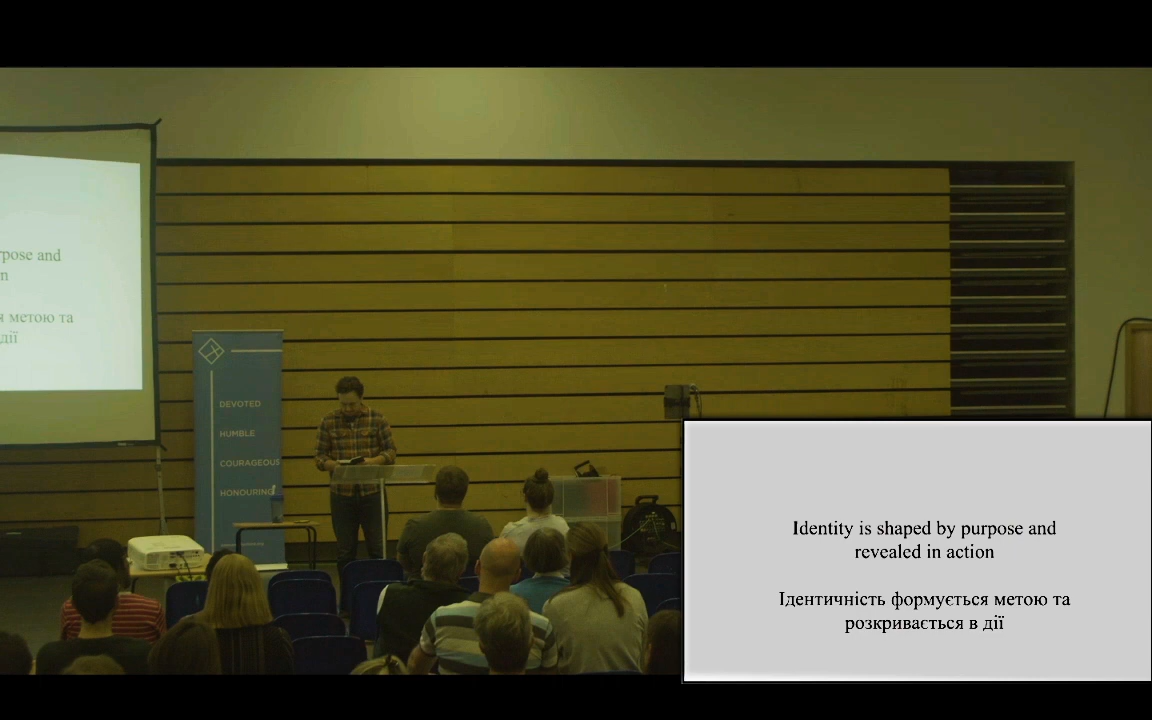 rpose and
n
я метою та
дії
DEVOTED
HUMBLE
COURAGEOUS
HONOURING
Identity is shaped by purpose and
revealed in action
Ідентичність формується метою та
розкривається в дії